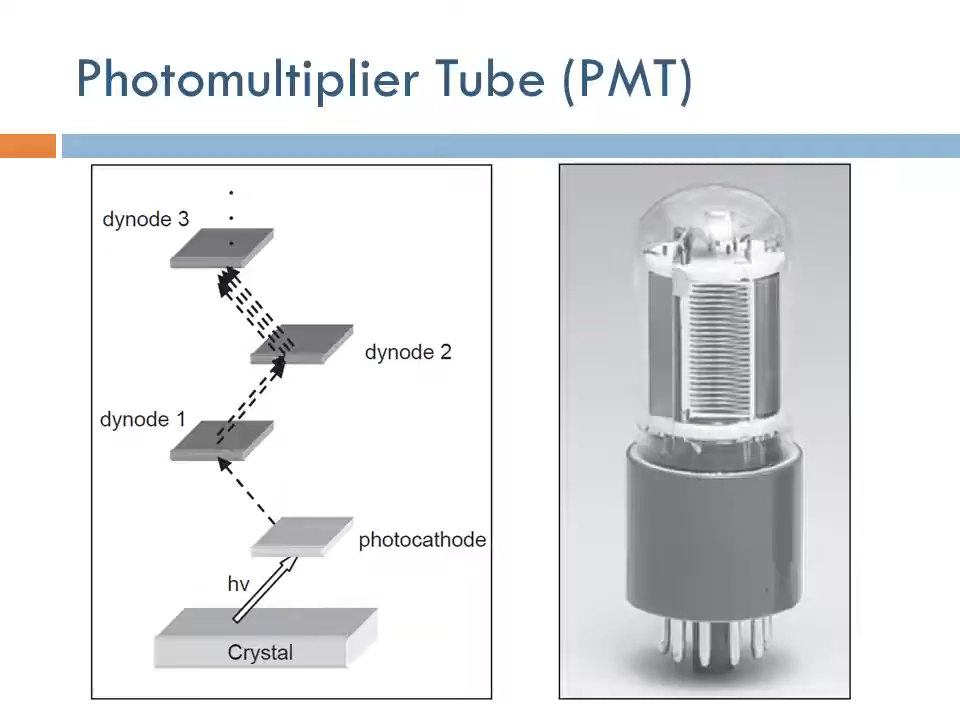 Photomultiplier Tube (PMT)
dynode 3
dynode 2
dynode 1
photocathode
hv
Crystal